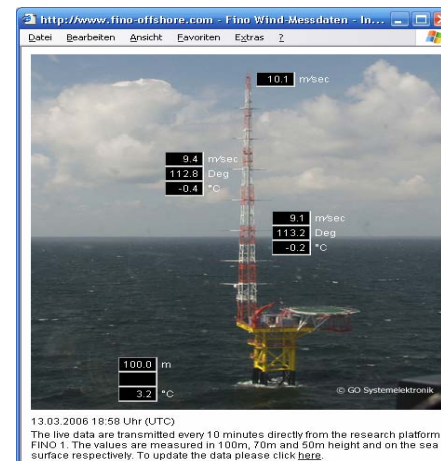 http://www.fino-offshore.com - Fino Wind-Messdaten - In...
Datei Bearbeiten Ansicht Favoriten Extras ?
10.1 m/sec
9.4 m/sec
112.8 Deg
-0.4 °C
9.1 m/sec
113.2 Deg
-0.2 °C
100.0 m
3.2 °C
© GO Systemelektronik
13.03.2006 18:58 Uhr (UTC)
The live data are transmitted every 10 minutes directly from the research platform
FINO 1. The values are measured in 100m, 70m and 50m height and on the sea
surface respectively. To update the data please click here.